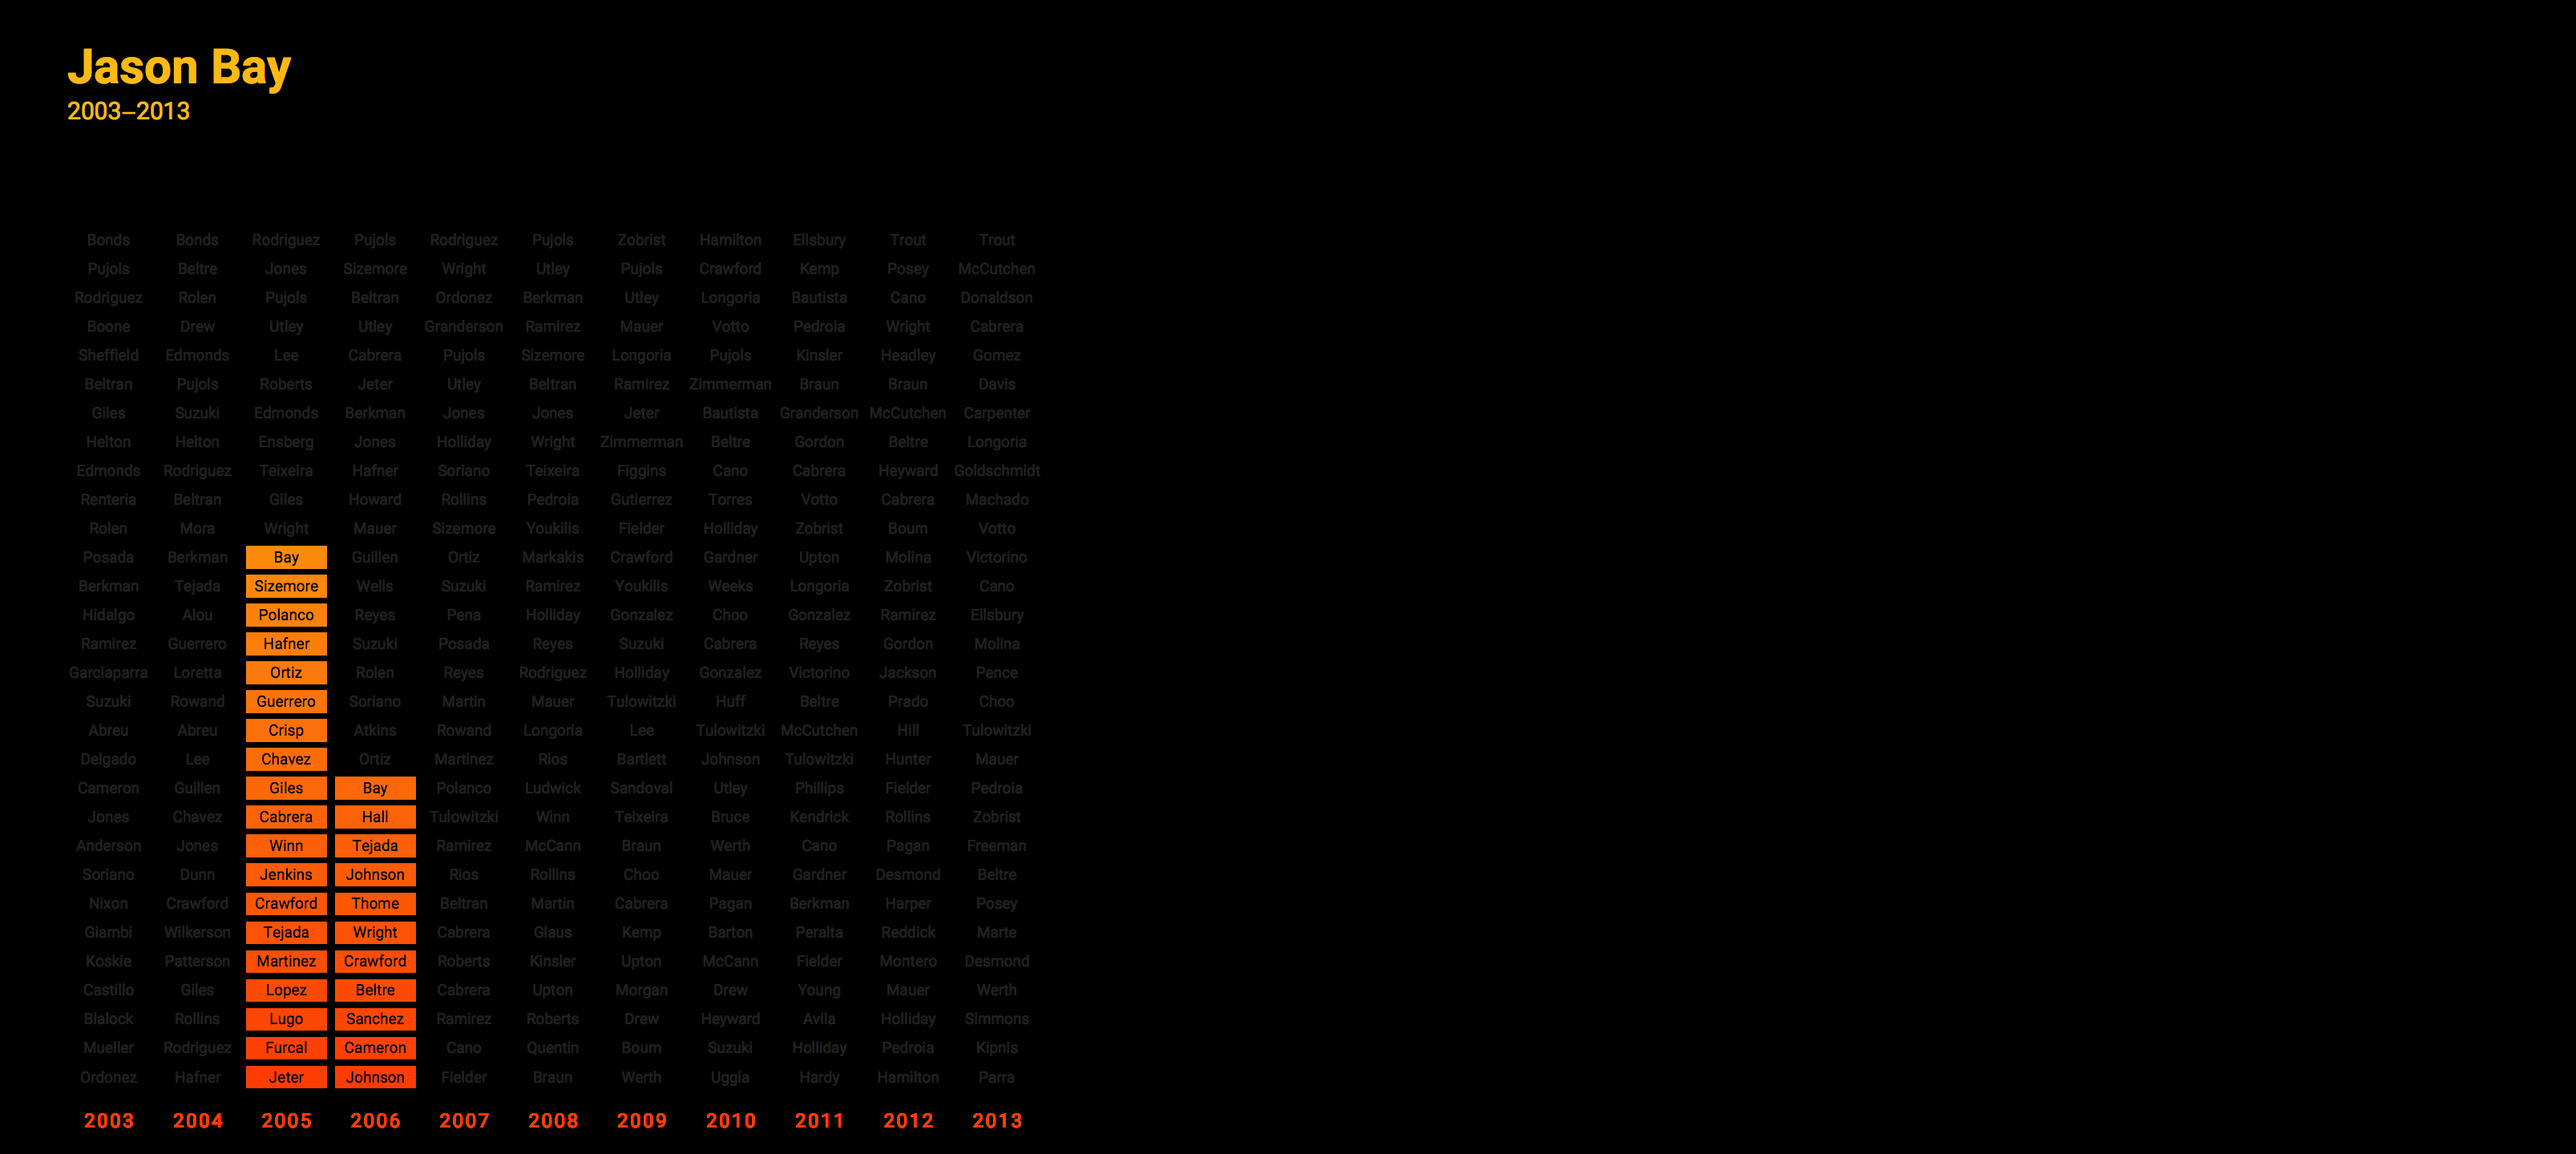 Jason Bay
2003–2013
Bonds Bonds Rodriguez Pujols Rodriguez Pujols Zobrist Hamilton Ellsbury Trout Trout
Pujols Beltre Jones Sizemore Wright Utley Pujols Crawford Kemp Posey McCutchen
Rodriguez Rolen Pujols Beltran Ordonez Berkman Utley Longoria Bautista Cano Donaldson
Boone Drew Utley Utley Granderson Ramirez Mauer Votto Pedroia Wright Cabrera
Sheffield Edmonds Lee Cabrera Pujols Sizemore Longoria Pujols Kinsler Headley Gomez
Beltran Pujols Roberts Jeter Utley Beltran Ramirez Zimmerman Braun Braun Davis
Giles Suzuki Edmonds Berkman Jones Jones Jeter Bautista Granderson McCutchen Carpenter
Helton Helton Ensberg Jones Holliday Wright Zimmerman Beltre Gordon Beltre Longoria
Edmonds Rodriguez Teixeira Hafner Soriano Teixeira Figgins Cano Cabrera Heyward Goldschmidt
Renteria Beltran Giles Howard Rollins Pedroia Gutierrez Torres Votto Cabrera Machado
Rolen Mora Wright Mauer Sizemore Youkilis Fielder Holliday Zobrist Bourn Votto
Posada Berkman Bay Guillen Ortiz Markakis Crawford Gardner Upton Molina Victorino
Berkman Tejada Sizemore Wells Suzuki Ramirez Youkilis Weeks Longoria Zobrist Cano
Hidalgo Alou Polanco Reyes Pena Holliday Gonzalez Choo Gonzalez Ramirez Ellsbury
Ramirez Guerrero Hafner Suzuki Posada Reyes Suzuki Cabrera Reyes Gordon Molina
Garciaparra Loretta Ortiz Rolen Reyes Rodriguez Holliday Gonzalez Victorino Jackson Pence
Suzuki Rowand Guerrero Soriano Martin Mauer Tulowitzki Huff Beltre Prado Choo
Abreu Abreu Crisp Atkins Rowand Longoria Lee Tulowitzki McCutchen Hill Tulowitzki
Delgado Lee Chavez Ortiz Martinez Rios Bartlett Johnson Tulowitzki Hunter Mauer
Cameron Guillen Giles Bay Polanco Ludwick Sandoval Utley Phillips Fielder Pedroia
Jones Chavez Cabrera Hall Tulowitzki Winn Teixeira Bruce Kendrick Rollins Zobrist
Anderson Jones Winn Tejada Ramirez McCann Braun Werth Cano Pagan Freeman
Soriano Dunn Jenkins Johnson Rios Rollins Choo Mauer Gardner Desmond Beltre
Nixon Crawford Crawford Thome Beltran Martin Cabrera Pagan Berkman Harper Posey
Giambi Wilkerson Tejada Wright Cabrera Glaus Kemp Barton Peralta Reddick Marte
Koskie Patterson Martinez Crawford Roberts Kinsler Upton McCann Fielder Montero Desmond
Castillo Giles Lopez Beltre Cabrera Upton Morgan Drew Young Mauer Werth
Blalock Rollins Lugo Sanchez Ramirez Roberts Drew Heyward Avila Holliday Simmons
Mueller Rodriguez Furcal Cameron Cano Quentin Bourn Suzuki Holliday Pedroia Kipnis
Ordonez Hafner Jeter Johnson Fielder Braun Werth Uggla Hardy Hamilton Parra
2003 2004 2005 2006 2007 2008 2009 2010 2011 2012 2013